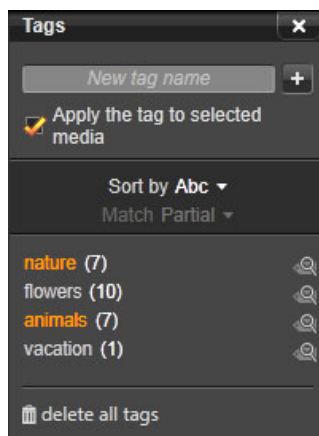 Tags
New tag name
Apply the tag to selected
media
Sort by Abc
Match Partial
nature (7)
flowers (10)
animals (7)
vacation (1)
delete all tags